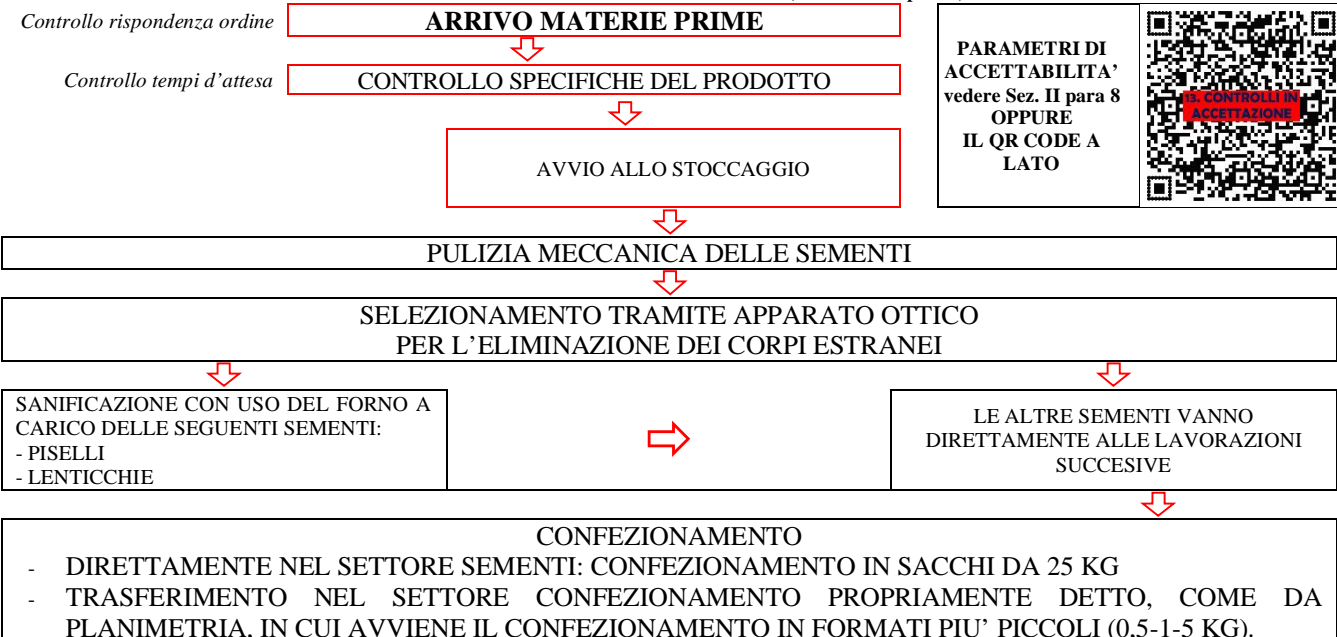 Controllo rispondenza ordine
ARRIVO MATERIE PRIME
Controllo tempi d'attesa
CONTROLLO SPECIFICHE DEL PRODOTTO
AVVIO ALLO STOCCAGGIO
PARAMETRI DI
ACCETTABILITA'
vedere Sez. II para 8
OPPURE
IL QR CODE A
LATO
13. CONTROLLI IN
ACCETTAZIONE
PULIZIA MECCANICA DELLE SEMENTI
SELEZIONAMENTO TRAMITE APPARATO OTTICO
PER L'ELIMINAZIONE DEI CORPI ESTRANEI
SANIFICAZIONE CON USO DEL FORNO A
CARICO DELLE SEGUENTI SEMENTI:
- PISELLI
- LENTICCHIE
LE ALTRE SEMENTI VANNO
DIRETTAMENTE ALLE LAVORAZIONI
SUCCESIVE
CONFEZIONAMENTO
- DIRETTAMENTE NEL SETTORE SEMENTI: CONFEZIONAMENTO IN SACCHI DA 25 KG
- TRASFERIMENTO NEL SETTORE CONFEZIONAMENTO PROPRIAMENTE DETTO, COME DA
PLANIMETRIA, IN CUI AVVIENE IL CONFEZIONAMENTO IN FORMATI PIU' PICCOLI (0,5-1-5 KG).